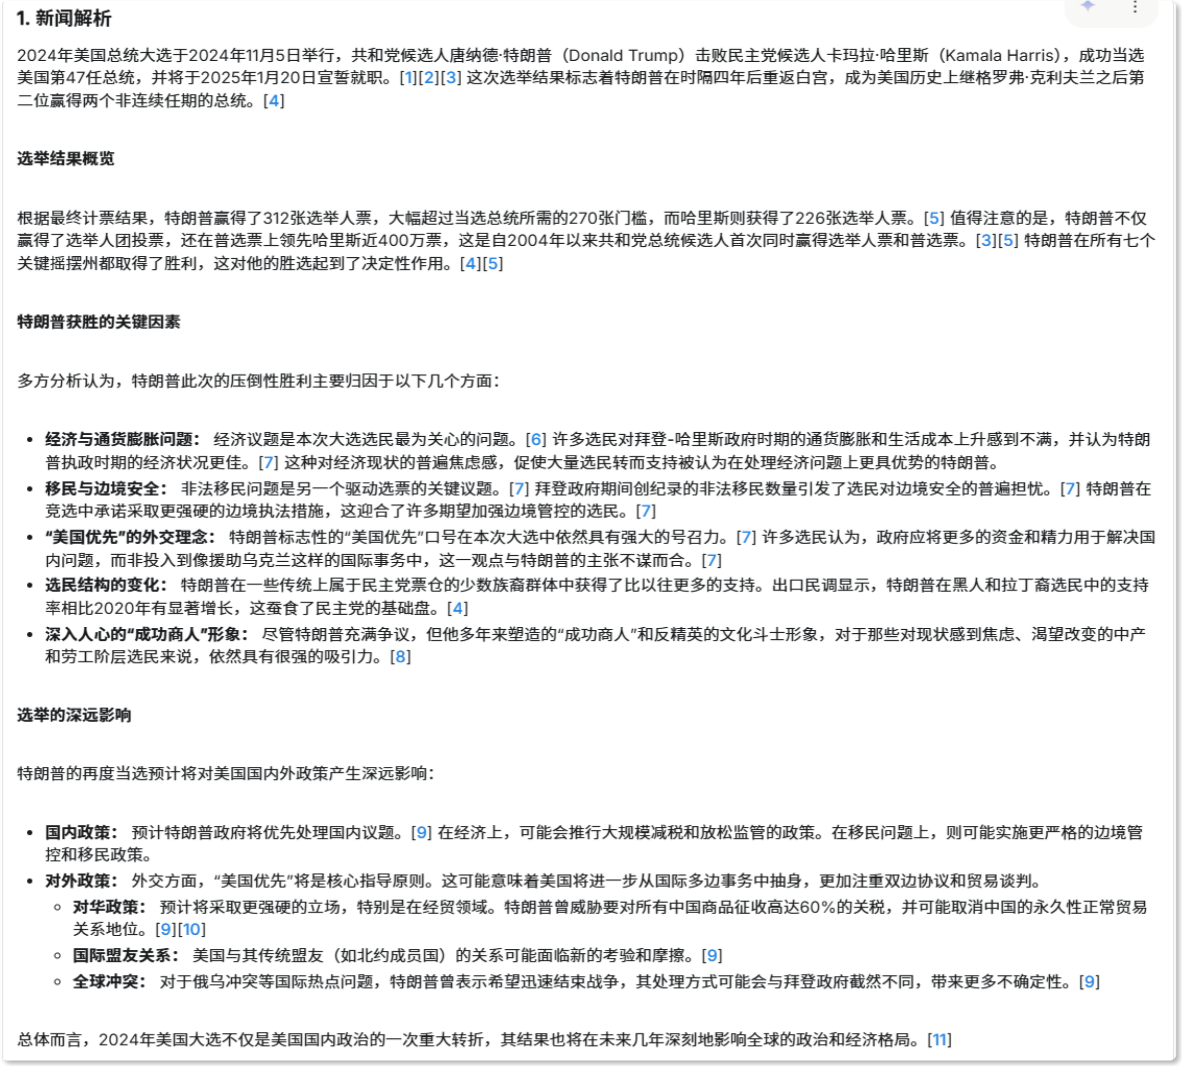 1. 新闻解析
2024年美国总统大选于2024年11月5日举行，共和党候选人唐纳德·特朗普（Donald Trump）击败民主党候选人卡玛拉·哈里斯（Kamala Harris），成功当选
美国第47任总统，并将于2025年1月20日宣誓就职。[1][2][3] 这次选举结果标志着特朗普在时隔四年后重返白宫，成为美国历史上继格罗弗·克利夫兰之后第
二位赢得两个非连续任期的总统。[4]
选举结果概览
根据最终计票结果，特朗普赢得了312张选举人票，大幅超过当选总统所需的270张门槛，而哈里斯则获得了226张选举人票。[5] 值得注意的是，特朗普不仅
赢得了选举人团投票，还在普选票上领先哈里斯近400万票，这是自2004年以来共和党总统候选人首次同时赢得选举人票和普选票。[3][5] 特朗普在所有七个
关键摇摆州都取得了胜利，这对他的胜选起到了决定性作用。[4][5]
特朗普获胜的关键因素
多方分析认为，特朗普此次的压倒性胜利主要归因于以下几个方面：
• 经济与通货膨胀问题： 经济议题是本次大选选民最为关心的问题。[6] 许多选民对拜登-哈里斯政府时期的通货膨胀和生活成本上升感到不满，并认为特朗
普执政时期的经济状况更佳。[7] 这种对经济现状的普遍焦虑感，促使大量选民转而支持被认为在处理经济问题上更具优势的特朗普。
• 移民与边境安全： 非法移民问题是另一个驱动选票的关键议题。[7] 拜登政府期间创纪录的非法移民数量引发了选民对边境安全的普遍担忧。[7] 特朗普在
竞选中承诺采取更强硬的边境执法措施，这迎合了许多期望加强边境管控的选民。[7]
• “美国优先”的外交理念： 特朗普标志性的“美国优先”口号在本次大选中依然具有强大的号召力。[7] 许多选民认为，政府应将更多的资金和精力用于解决国
内问题，而非投入到像援助乌克兰这样的国际事务中，这一观点与特朗普的主张不谋而合。[7]
• 选民结构的变化： 特朗普在一些传统上属于民主党票仓的少数族裔群体中获得了比以往更多的支持。出口民调显示，特朗普在黑人和拉丁裔选民中的支持
率相比2020年有显著增长，这蚕食了民主党的基础盘。[4]
• 深入人心的“成功商人”形象： 尽管特朗普充满争议，但他多年来塑造的“成功商人”和反精英的文化斗士形象，对于那些对现状感到焦虑、渴望改变的中产
和劳工阶层选民来说，依然具有很强的吸引力。[8]
选举的深远影响
特朗普的再度当选预计将对美国国内外政策产生深远影响：
• 国内政策： 预计特朗普政府将优先处理国内议题。[9] 在经济上，可能会推行大规模减税和放松监管的政策。在移民问题上，则可能实施更严格的边境管
控和移民政策。
• 对外政策： 外交方面，“美国优先”将是核心指导原则。这可能意味着美国将进一步从国际多边事务中抽身，更加注重双边协议和贸易谈判。
◦ 对华政策： 预计将采取更强硬的立场，特别是在经贸领域。特朗普曾威胁要对所有中国商品征收高达60%的关税，并可能取消中国的永久性正常贸易
关系地位。[9][10]
◦ 国际盟友关系： 美国与其传统盟友（如北约成员国）的关系可能面临新的考验和摩擦。[9]
◦ 全球冲突： 对于俄乌冲突等国际热点问题，特朗普曾表示希望迅速结束战争，其处理方式可能会与拜登政府截然不同，带来更多不确定性。[9]
总体而言，2024年美国大选不仅是美国国内政治的一次重大转折，其结果也将在未来几年深刻地影响全球的政治和经济格局。[11]